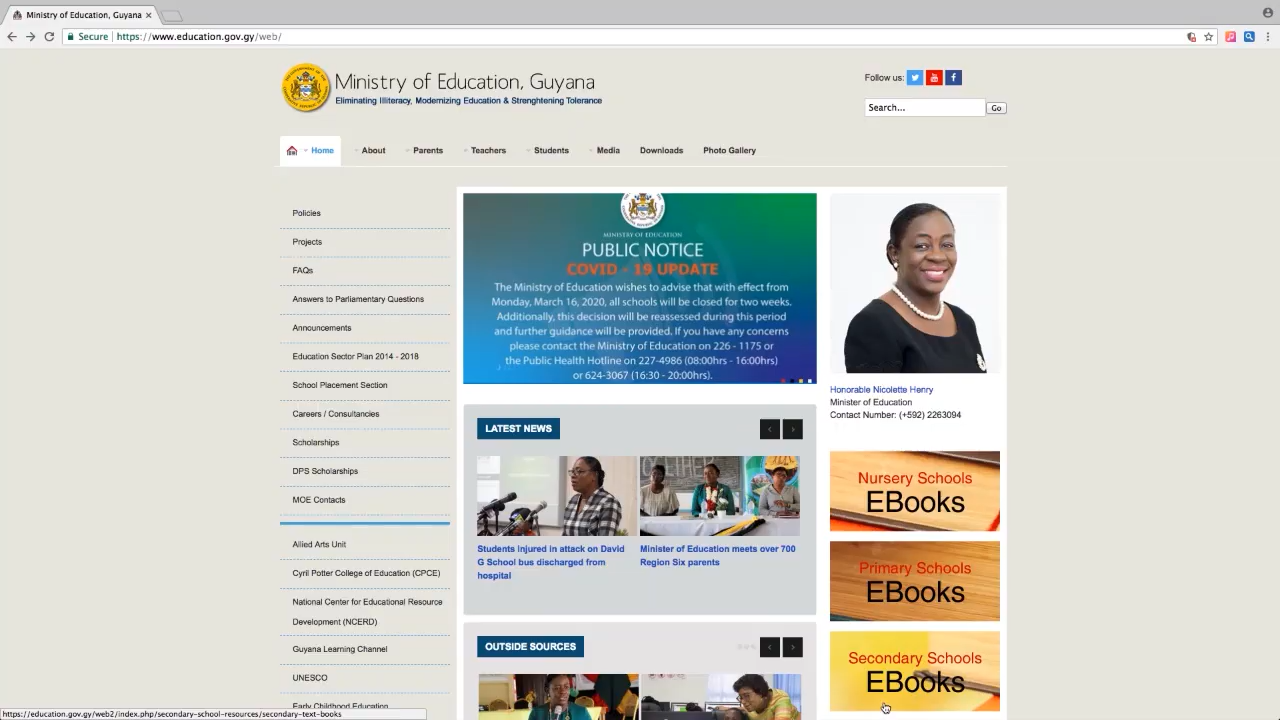 Ministry of Education, Guyana
Secure
https://www.education.gov.gy/web/
Ministry of Education, Guyana
Eliminating Illiteracy, Modernizing Education & Strenghtening Tolerance
Follow us:
Search...
Go
Home
About
Parents
Teachers
Students
Media
Downloads
Photo Gallery
Policies
Projects
FAQs
Answers to Parliamentary Questions
Announcements
Education Sector Plan 2014 - 2018
School Placement Section
Careers / Consultancies
Scholarships
DPS Scholarships
MOE Contacts
Allied Arts Unit
Cyril Potter College of Education (CPCE)
National Center for Educational Resource
Development (NCERD)
Guyana Learning Channel
UNESCO
Early Childhood Education
MINISTRY OF EDUCATION
PUBLIC NOTICE
COVID - 19 UPDATE
The Ministry of Education wishes to advise that with effect from
Monday, March 16, 2020, all schools will be closed for two weeks.
Additionally, this decision will be reassessed during this period
and further guidance will be provided. If you have any concerns
please contact the Ministry of Education on 226 - 1175 or
the Public Health Hotline on 227-4986 (08:00hrs - 16:00hrs)
or 624-3067 (16:30 - 20:00hrs).
LATEST NEWS
Students injured in attack on David
G School bus discharged from
hospital
Minister of Education meets over 700
Region Six parents
OUTSIDE SOURCES
Honorable Nicolette Henry
Minister of Education
Contact Number: (+592) 2263094
Nursery Schools
EBooks
Primary Schools
EBooks
Secondary Schools
EBooks
https://education.gov.gy/web2/index.php/secondary-school-resources/secondary-text-books